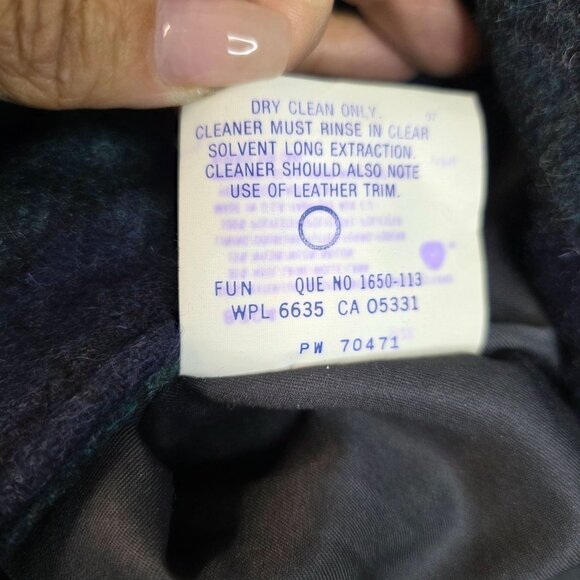 DRY CLEAN ONLY.
CLEANER MUST RINSE IN CLEAR
SOLVENT LONG EXTRACTION.
CLEANER SHOULD ALSO NOTE
USE OF LEATHER TRIM.
FUN QUE NO 1650-113
WPL 6635 CA 05331
PW 70471